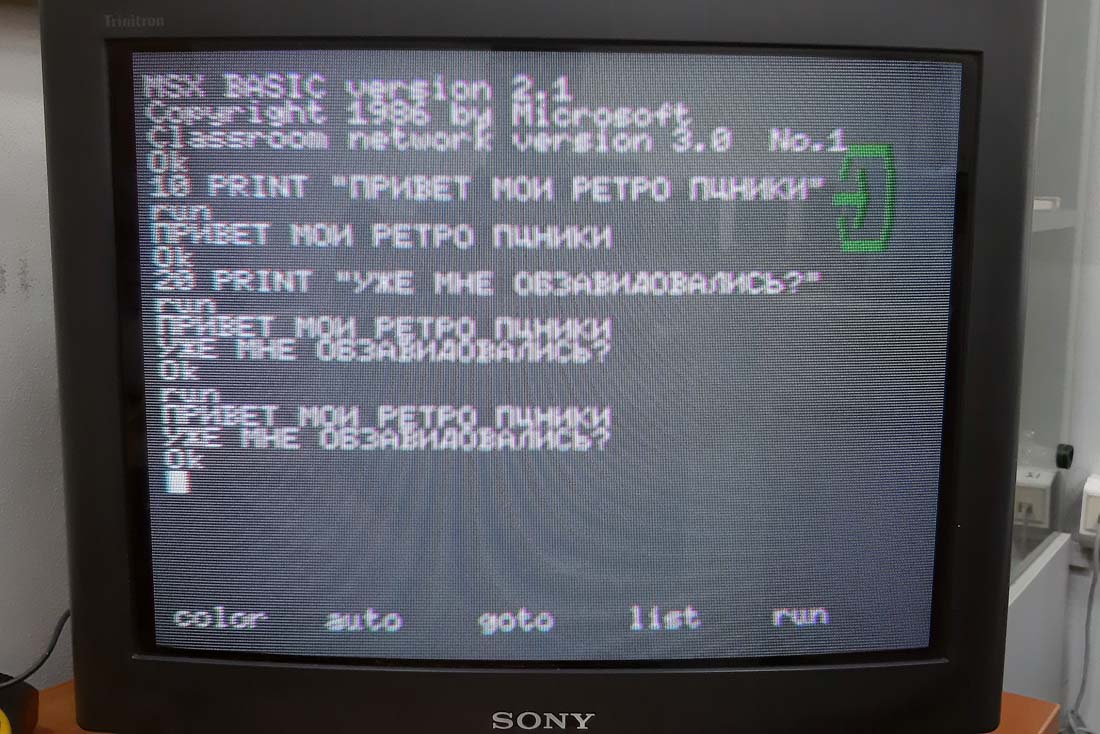 Trinitron
MSX BASIC version 2.1
Copyright 1986 by Microsoft
Classroom network version 3.0 No.1
Ok
10 PRINT "ПРИВЕТ МОИ РЕТРО ПЦНИКИ"
run
ПРИВЕТ МОИ РЕТРО ПЦНИКИ
Ok
20 PRINT "УЖЕ МНЕ ОБЗАВИДОВАЛИСЬ?"
run
ПРИВЕТ МОИ РЕТРО ПЦНИКИ
УЖЕ МНЕ ОБЗАВИДОВАЛИСЬ?
Ok
run
ПРИВЕТ МОИ РЕТРО ПЦНИКИ
УЖЕ МНЕ ОБЗАВИДОВАЛИСЬ?
Ok
color auto goto list run
SONY